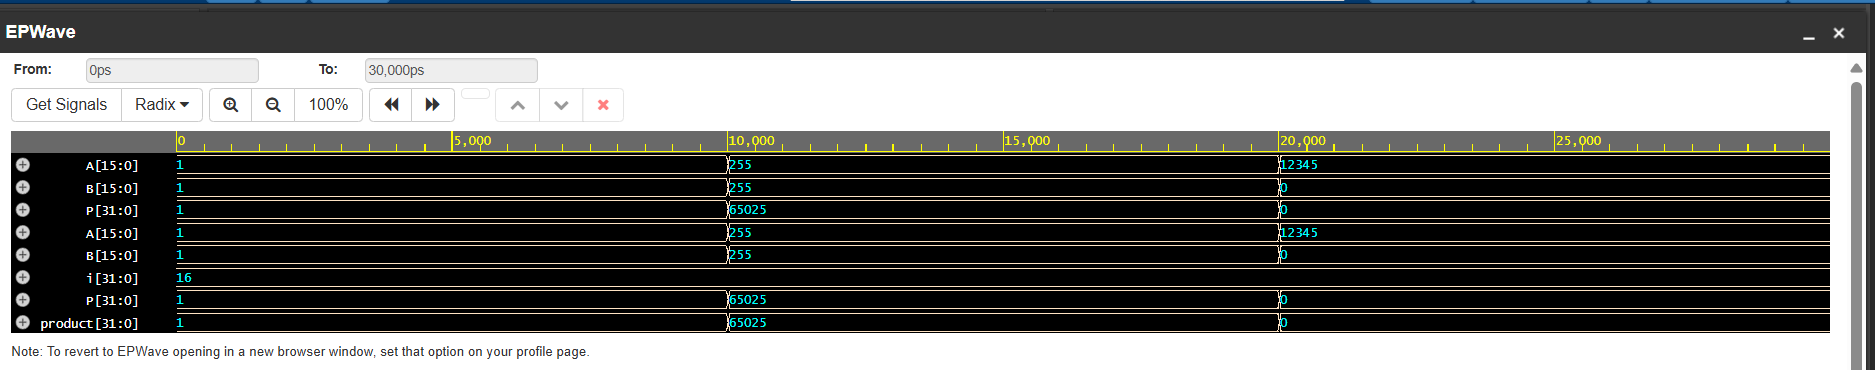 EPWave
From: 0ps To: 30,000ps
Get Signals Radix 100%
0 5,000 10,000 15,000 20,000 25,000
A[15:0] 1 255 12345
B[15:0] 1 255 0
P[31:0] 1 65025 0
A[15:0] 1 255 12345
B[15:0] 1 255 0
i[31:0] 16
P[31:0] 1 65025 0
product[31:0] 1 65025 0
Note: To revert to EPWave opening in a new browser window, set that option on your profile page.